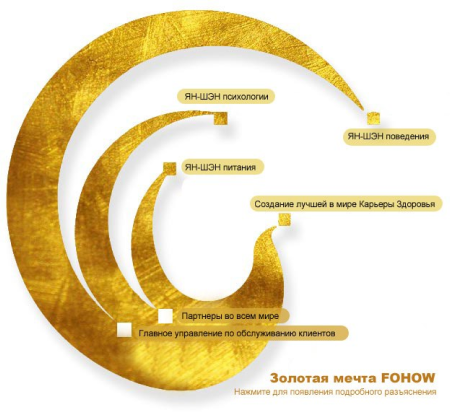 ЯН-ШЭН психологии
ЯН-ШЭН поведения
ЯН-ШЭН питания
Создание лучшей в мире Карьеры Здоровья
Партнеры во всем мире
Главное управление по обслуживанию клиентов
Золотая мечта FOHOW
Нажмите для появления подробного разъяснения